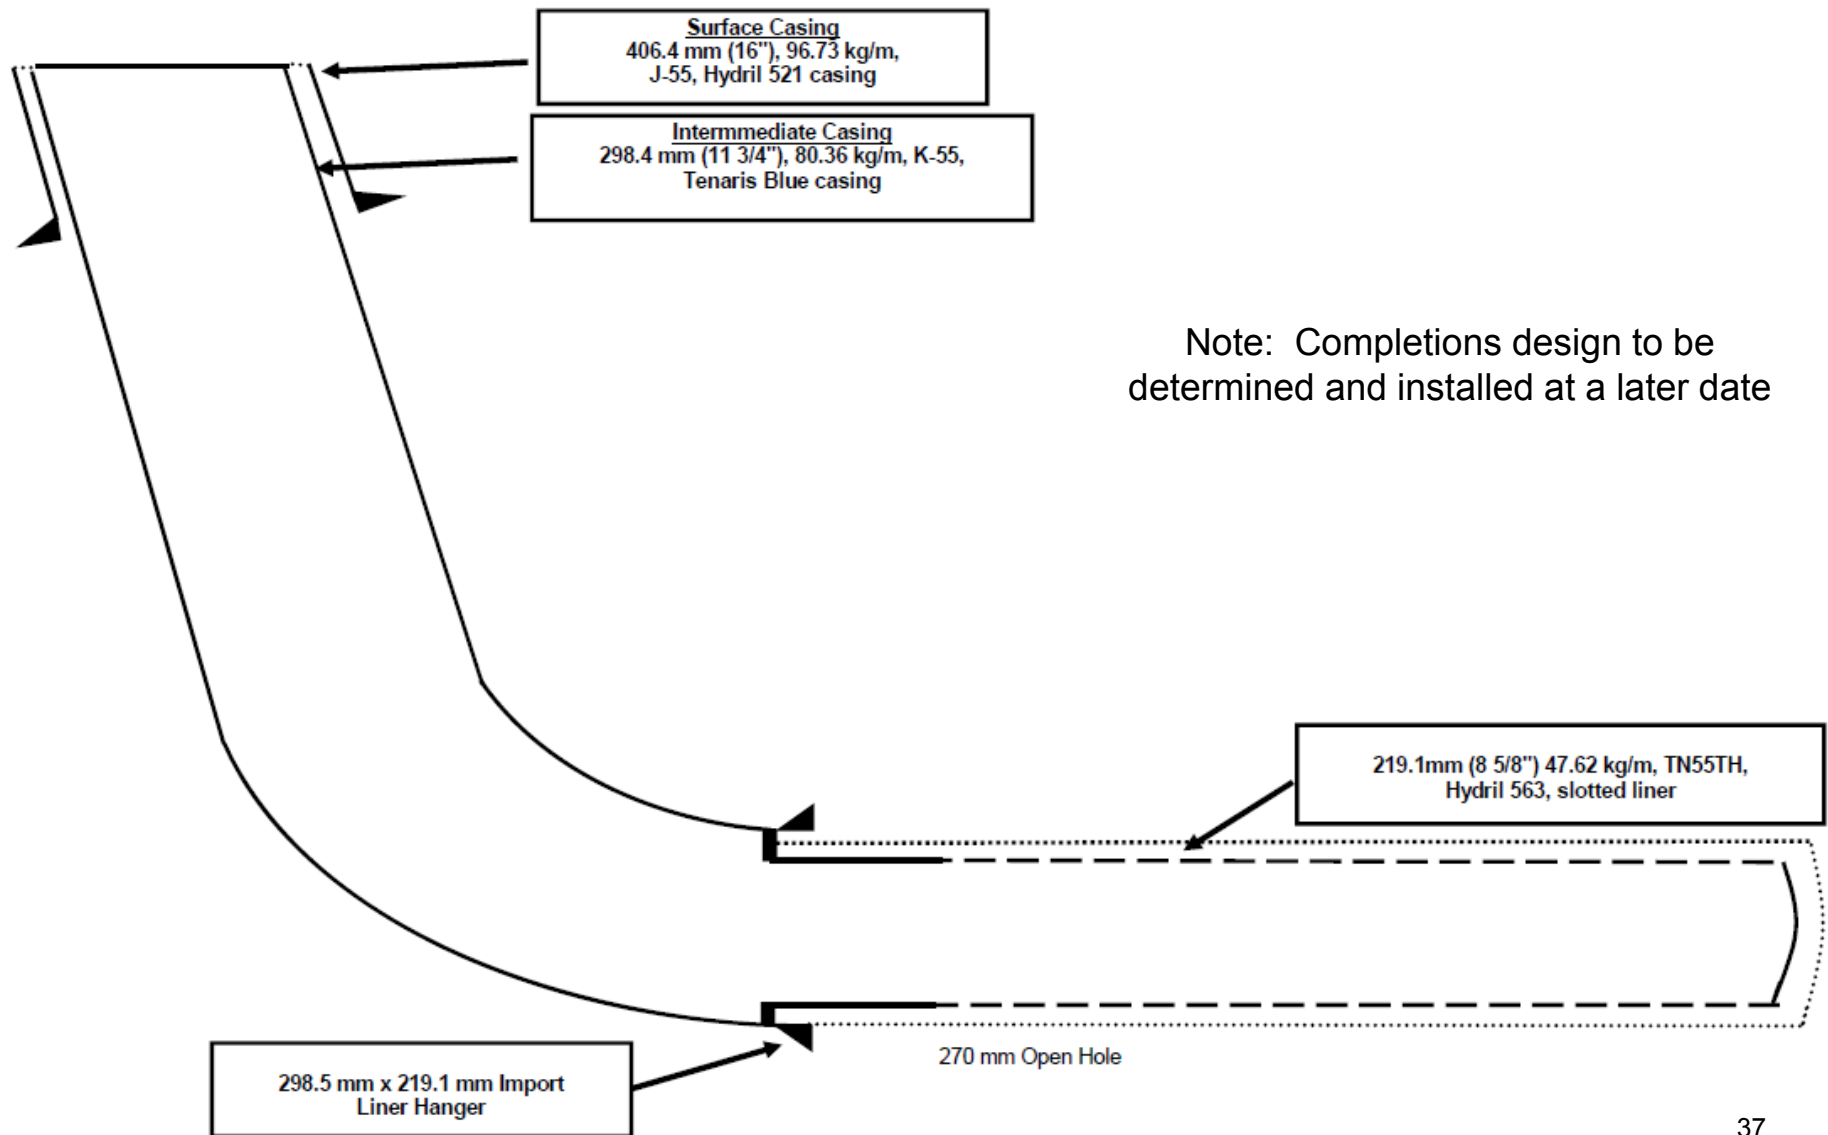 Surface Casing
406.4 mm (16"), 96.73 kg/m,
J-55, Hydril 521 casing
Intermmediate Casing
298.4 mm (11 3/4"), 80.36 kg/m, K-55,
Tenaris Blue casing
Note: Completions design to be
determined and installed at a later date
219.1mm (8 5/8") 47.62 kg/m, TN55TH,
Hydril 563, slotted liner
270 mm Open Hole
298.5 mm x 219.1 mm Import
Liner Hanger
37